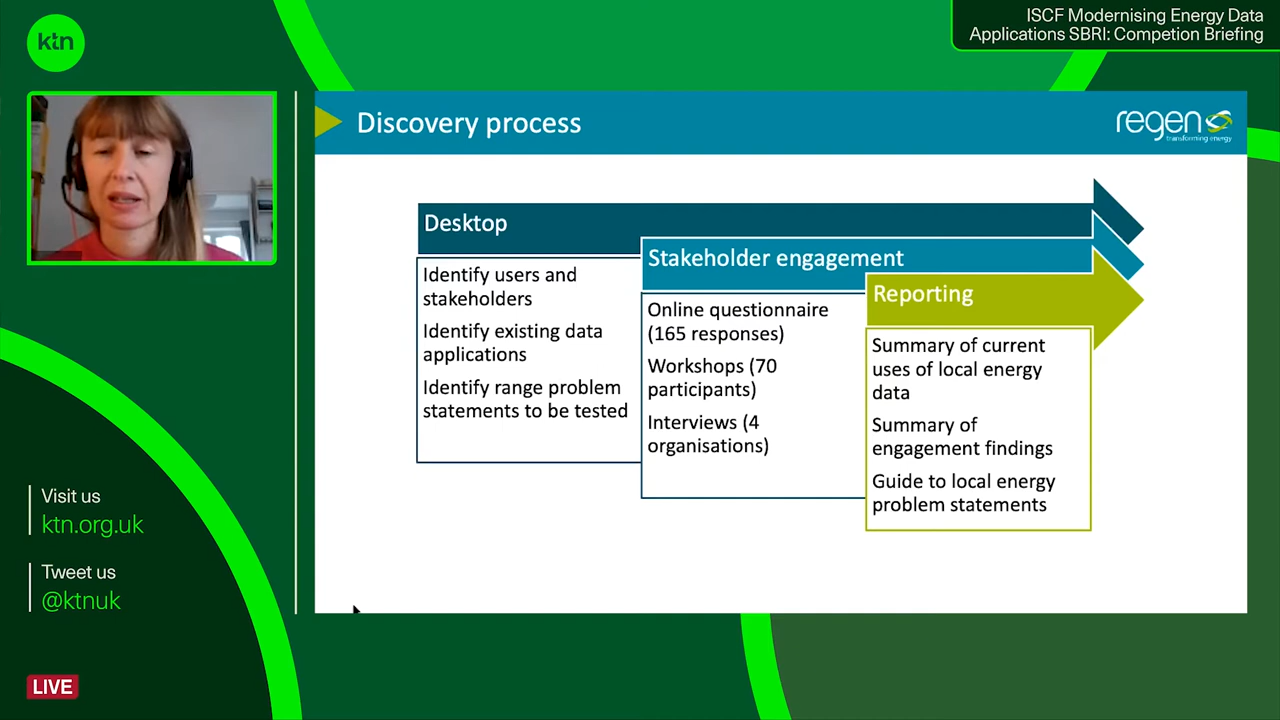 ktn
ISCF Modernising Energy Data
Applications SBRI: Competion Briefing
Discovery process
regen
transforming energy
Desktop
Identify users and
stakeholders
Identify existing data
applications
Identify range problem
statements to be tested
Stakeholder engagement
Online questionnaire
(165 responses)
Workshops (70
participants)
Interviews (4
organisations)
Reporting
Summary of current
uses of local energy
data
Summary of
engagement findings
Guide to local energy
problem statements
Visit us
ktn.org.uk
Tweet us
@ktnuk
LIVE